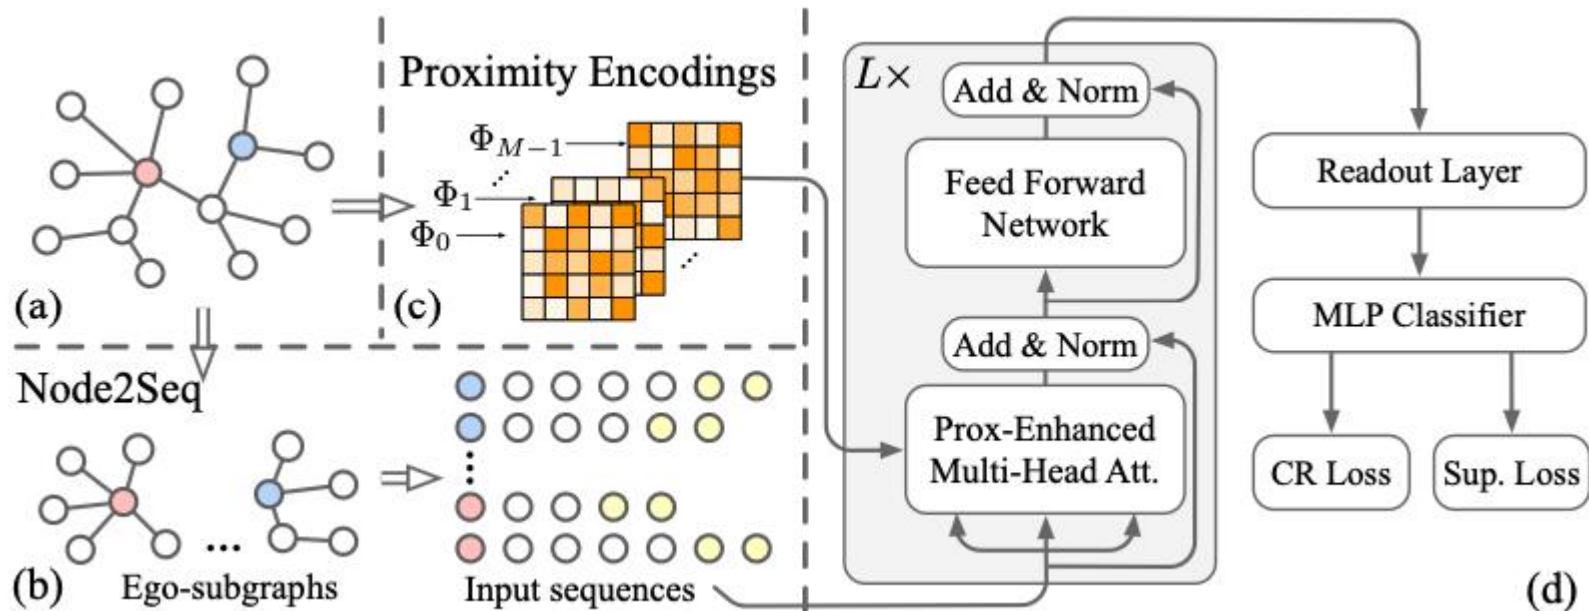 (a)
Proximity Encodings
Φ_{M−1}
⋰
Φ_1
Φ_0
⋰
(c)
Node2Seq
...
Ego-subgraphs
Input sequences
(b)
L×
Add & Norm
Feed Forward
Network
Add & Norm
Prox-Enhanced
Multi-Head Att.
Readout Layer
MLP Classifier
CR Loss
Sup. Loss
(d)